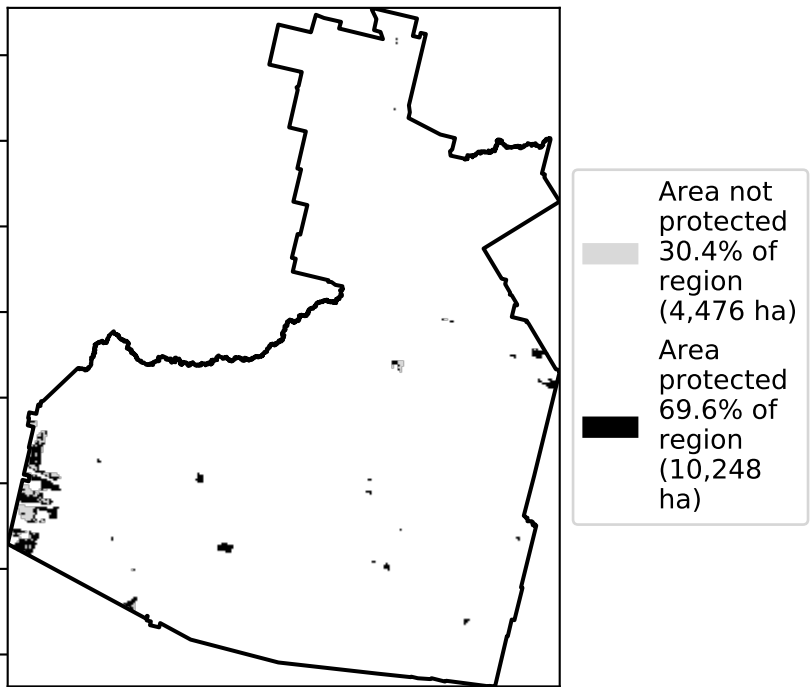 Area not
protected
30.4% of
region
(4,476 ha)
Area
protected
69.6% of
region
(10,248
ha)